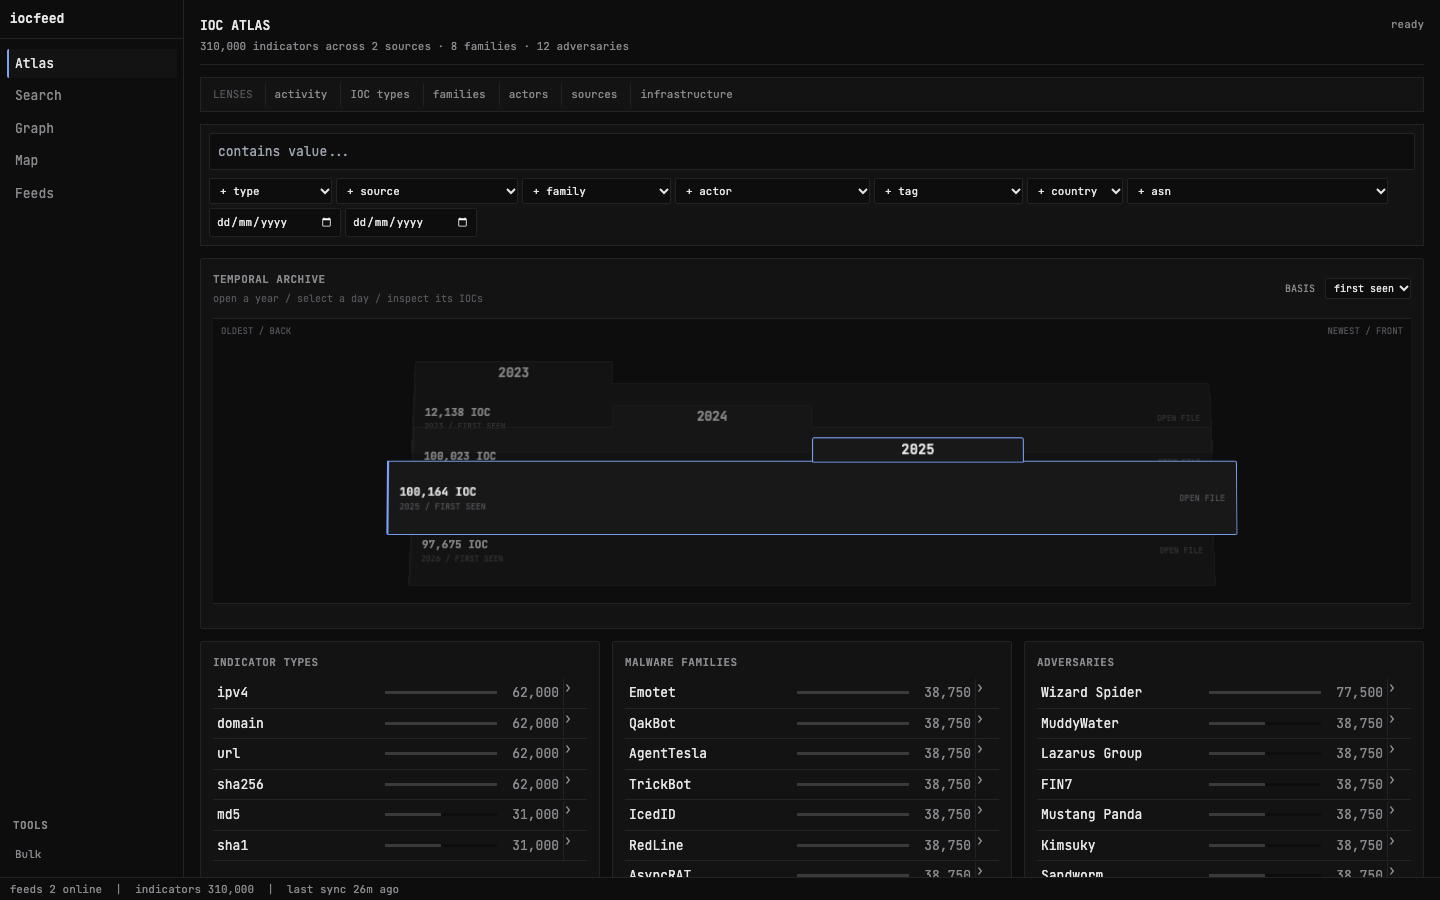 iocfeed
Atlas
Search
Graph
Map
Feeds
TOOLS
Bulk
IOC ATLAS
ready
310,000 indicators across 2 sources · 8 families · 12 adversaries
LENSES activity IOC types families actors sources infrastructure
contains value...
+ type + source + family + actor + tag + country + asn
dd/mm/yyyy dd/mm/yyyy
TEMPORAL ARCHIVE
open a year / select a day / inspect its IOCs
BASIS first seen
OLDEST / BACK NEWEST / FRONT
2023
12,138 IOC
2023 / FIRST SEEN
OPEN FILE
2024
100,023 IOC
2025
100,164 IOC
2025 / FIRST SEEN
OPEN FILE
97,675 IOC
2026 / FIRST SEEN
OPEN FILE
INDICATOR TYPES
ipv4 62,000 ›
domain 62,000 ›
url 62,000 ›
sha256 62,000 ›
md5 31,000 ›
sha1 31,000 ›
MALWARE FAMILIES
Emotet 38,750 ›
QakBot 38,750 ›
AgentTesla 38,750 ›
TrickBot 38,750 ›
IcedID 38,750 ›
RedLine 38,750 ›
AsyncRAT 38,750 ›
ADVERSARIES
Wizard Spider 77,500 ›
MuddyWater 38,750 ›
Lazarus Group 38,750 ›
FIN7 38,750 ›
Mustang Panda 38,750 ›
Kimsuky 38,750 ›
Sandworm 38,750 ›
feeds 2 online | indicators 310,000 | last sync 26m ago